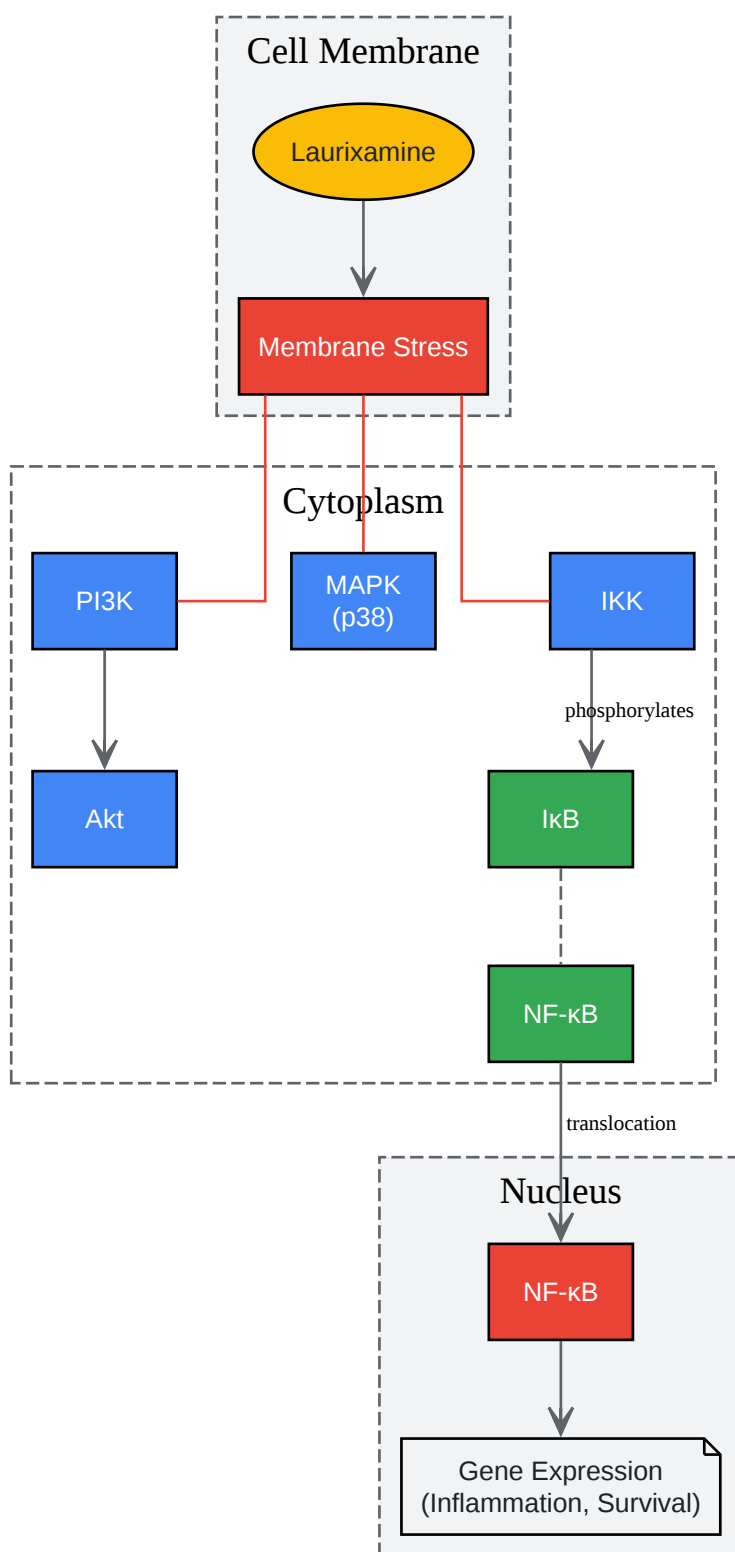 Cell Membrane
Laurixamine
Membrane Stress
Cytoplasm
PI3K
MAPK
(p38)
IKK
phosphorylates
Akt
IκB
NF-κB
translocation
Nucleus
NF-κB
Gene Expression
(Inflammation, Survival)